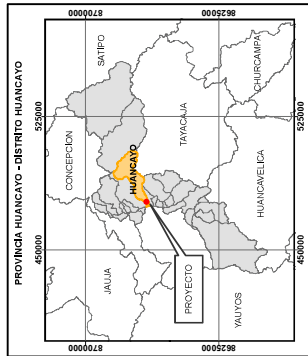 PROVINCIA HUANCAYO - DISTRITO HUANCAYO
450000
525000
8700000
8700000
8625000
8625000
450000
525000
CONCEPCION
SATIPO
JAUJA
HUANCAYO
TAYACAJA
PROYECTO
CHURCAMPA
HUANCAVELICA
YAUYOS